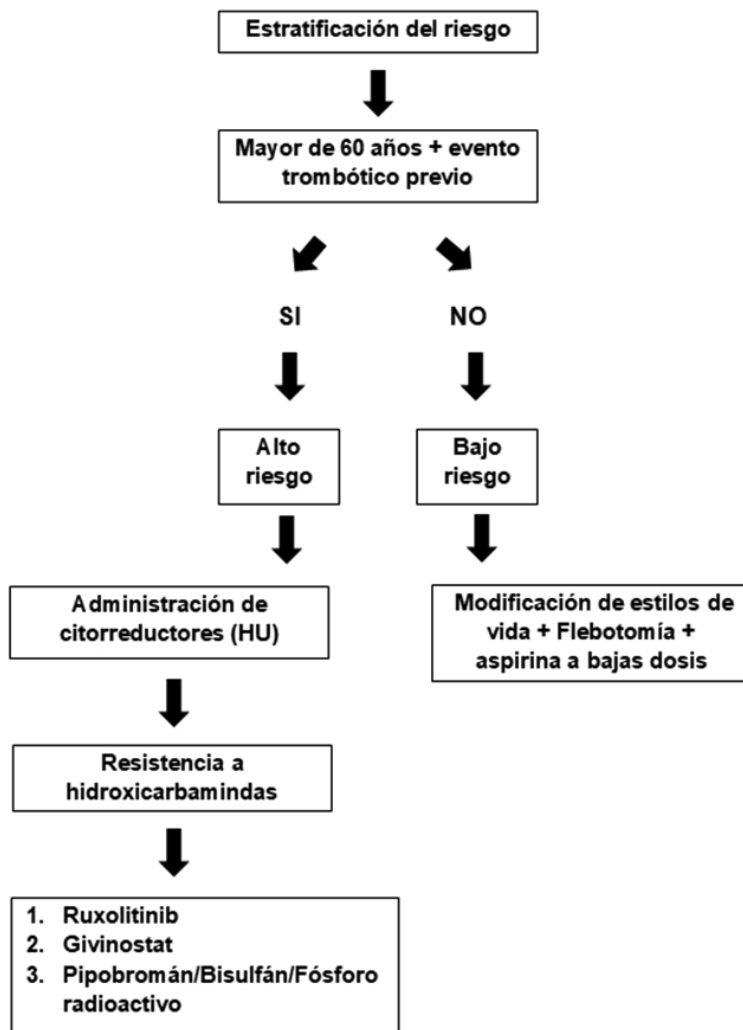 Estratificación del riesgo
Mayor de 60 años + evento
trombótico previo
SI
NO
Alto
riesgo
Bajo
riesgo
Administración de
citorreductores (HU)
Modificación de estilos de
vida + Flebotomía +
aspirina a bajas dosis
Resistencia a
hidroxicarbamindas
1. Ruxolitinib
2. Givinostat
3. Pipobromán/Bisulfán/Fósforo
radioactivo